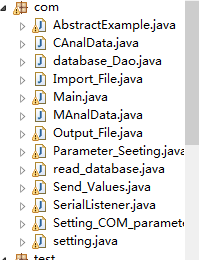 com
AbstractExample.java
CAnalData.java
database_Dao.java
Import_File.java
Main.java
MAnalData.java
Output_File.java
Parameter_Seeting.java
read_database.java
Send_Values.java
SerialListener.java
Setting_COM_paramete
setting.java
test